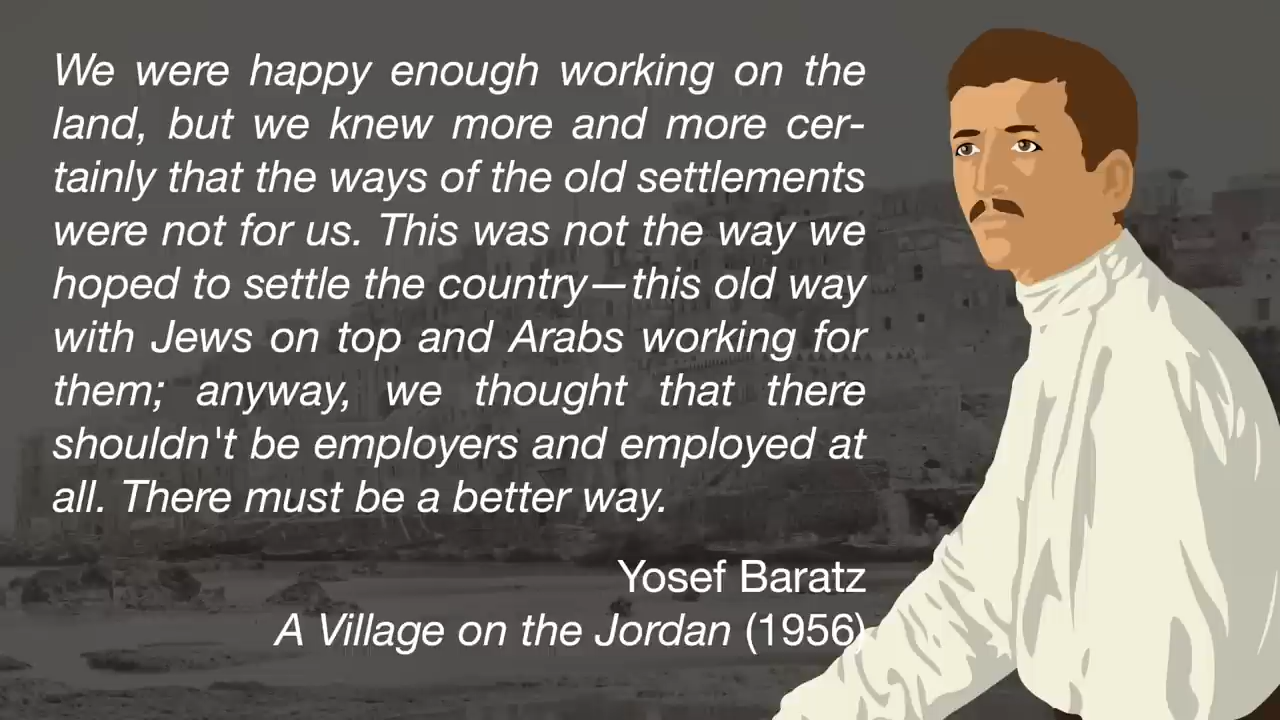 We were happy enough working on the
land, but we knew more and more cer-
tainly that the ways of the old settlements
were not for us. This was not the way we
hoped to settle the country—this old way
with Jews on top and Arabs working for
them; anyway, we thought that there
shouldn't be employers and employed at
all. There must be a better way.
Yosef Baratz
A Village on the Jordan (1956)